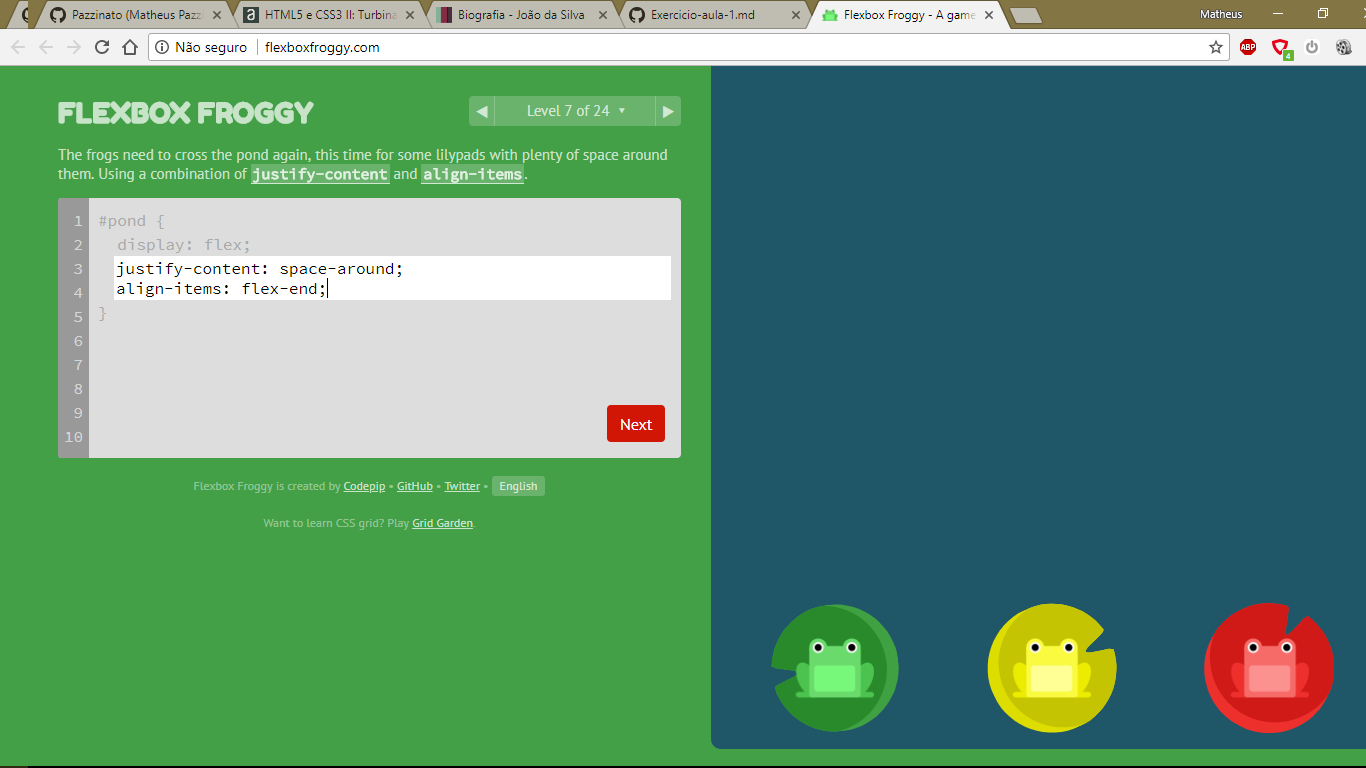 Pazzinato (Matheus Pazz
HTML5 e CSS3 II: Turbina
Biografia - João da Silva
Exercicio-aula-1.md
Flexbox Froggy - A game
Matheus
Não seguro
flexboxfroggy.com
ABP
4
FLEXBOX FROGGY
◀ Level 7 of 24 ▼ ▶
The frogs need to cross the pond again, this time for some lilypads with plenty of space around
them. Using a combination of justify-content and align-items.
1 #pond {
2 display: flex;
3 justify-content: space-around;
4 align-items: flex-end;
5 }
6
7
8
9
10
Next
Flexbox Froggy is created by Codepip • GitHub • Twitter • English
Want to learn CSS grid? Play Grid Garden.